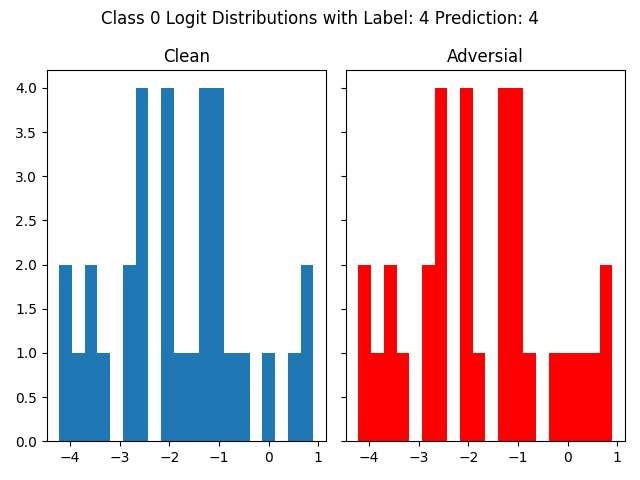 Class 0 Logit Distributions with Label: 4 Prediction: 4
Clean
Adversial
4.0
3.5
3.0
2.5
2.0
1.5
1.0
0.5
0.0
−4 −3 −2 −1 0 1
−4 −3 −2 −1 0 1